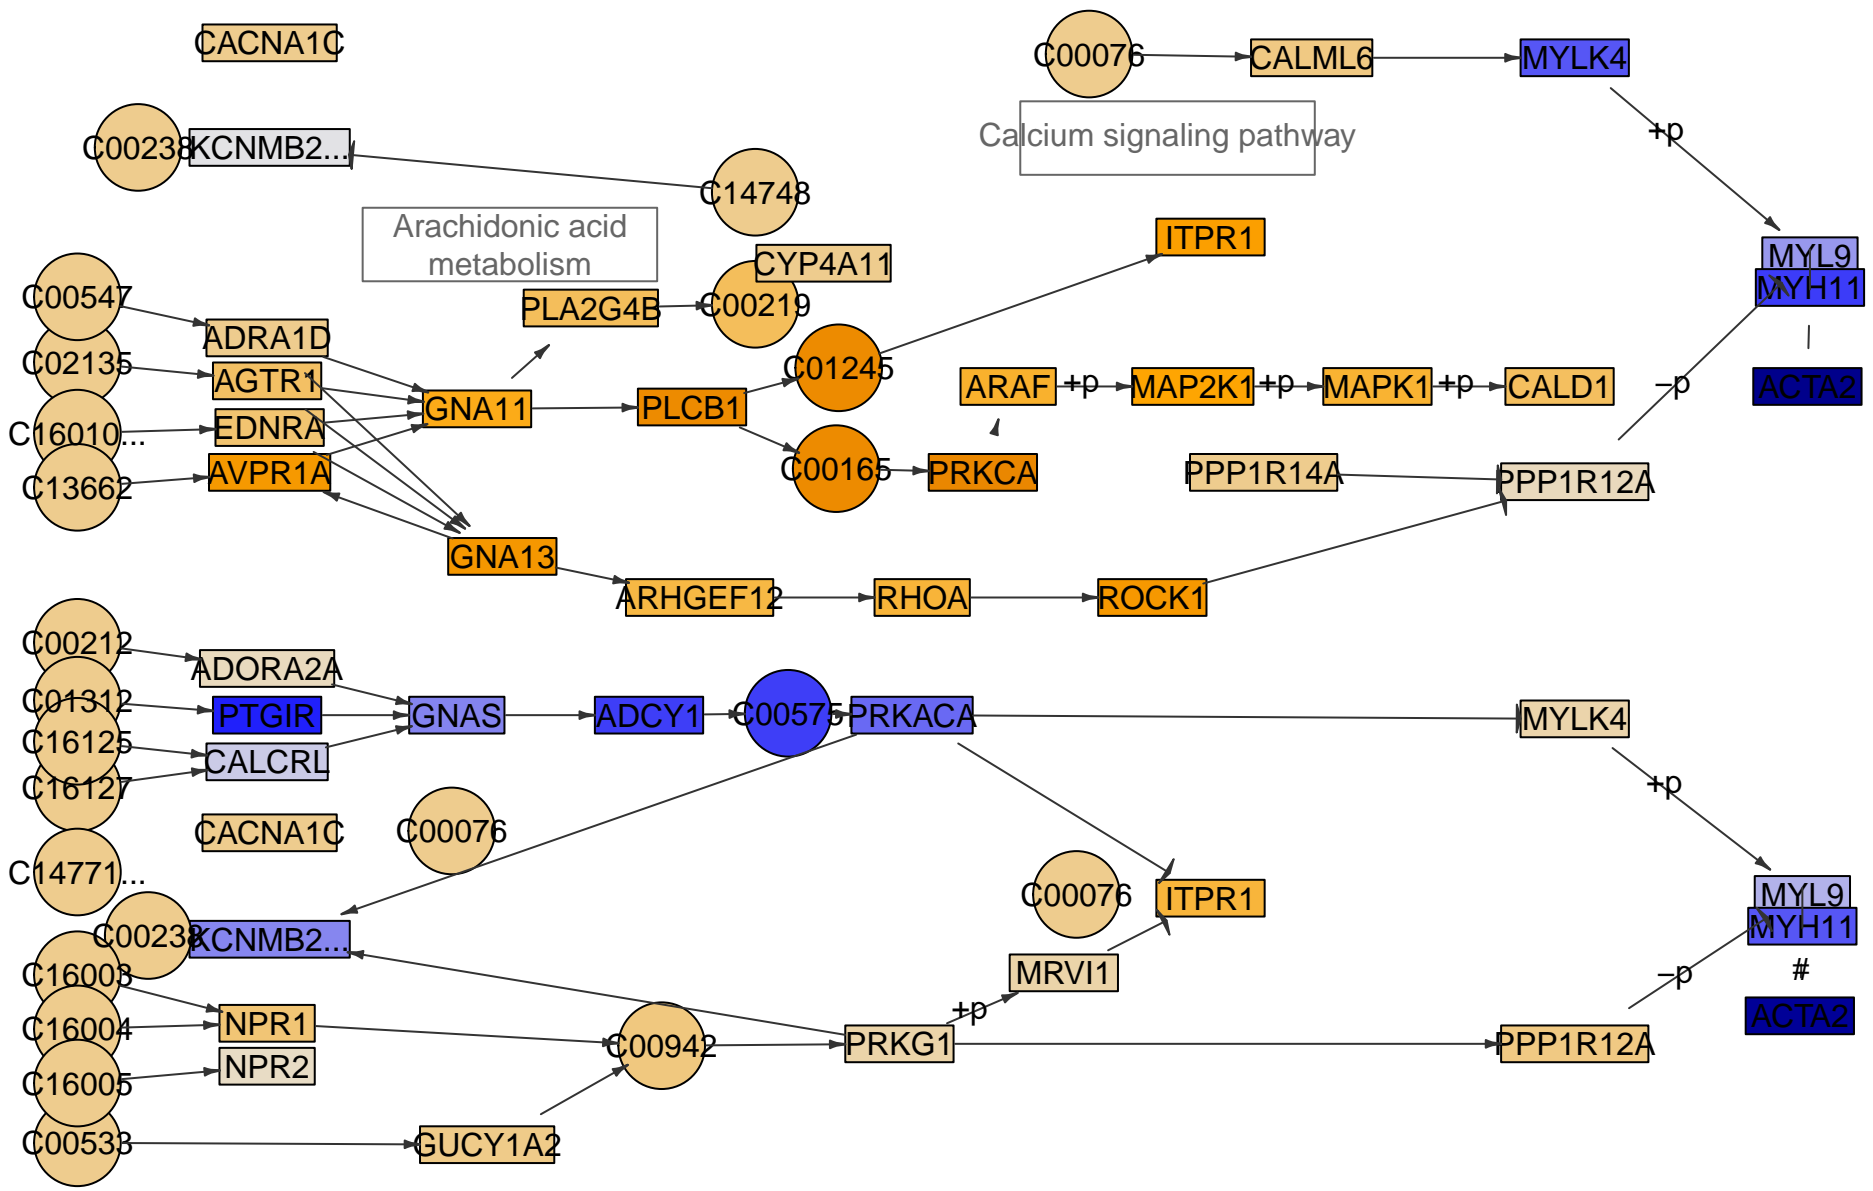 CACNA1C
C00076
CALML6
MYLK4
C00238
KCNMB2...
C14748
Calcium signaling pathway
+p
Arachidonic acid
metabolism
ITPR1
CYP4A11
MYL9
MYH11
C00547
PLA2G4B
C00219
ADRA1D
C02135
AGTR1
C01245
ARAF
+p
MAP2K1
+p
MAPK1
+p
CALD1
–p
ACTA2
GNA11
PLCB1
C16010...
EDNRA
C13662
AVPR1A
C00165
PRKCA
PPP1R14A
PPP1R12A
GNA13
ARHGEF12
RHOA
ROCK1
C00212
ADORA2A
C01312
PTGIR
GNAS
ADCY1
C00575
PRKACA
MYLK4
C16125
CALCRL
C16127
+p
CACNA1C
C00076
C14771...
C00076
ITPR1
MYL9
MYH11
C00238
KCNMB2...
C16003
MRVI1
–p
#
+p
ACTA2
C16004
NPR1
C00942
PRKG1
PPP1R12A
NPR2
C16005
C00533
GUCY1A2